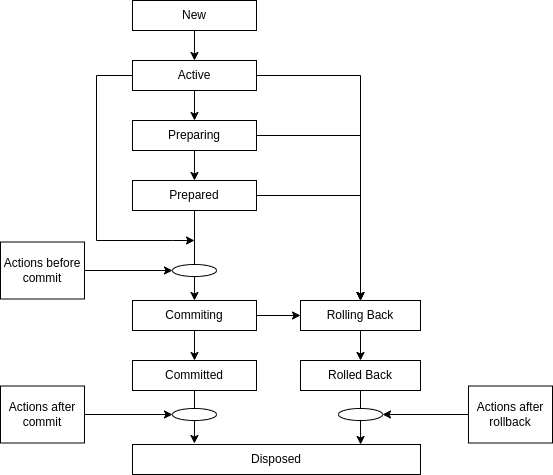 New
Active
Preparing
Prepared
Actions before
commit
Commiting
Rolling Back
Committed
Rolled Back
Actions after
commit
Actions after
rollback
Disposed